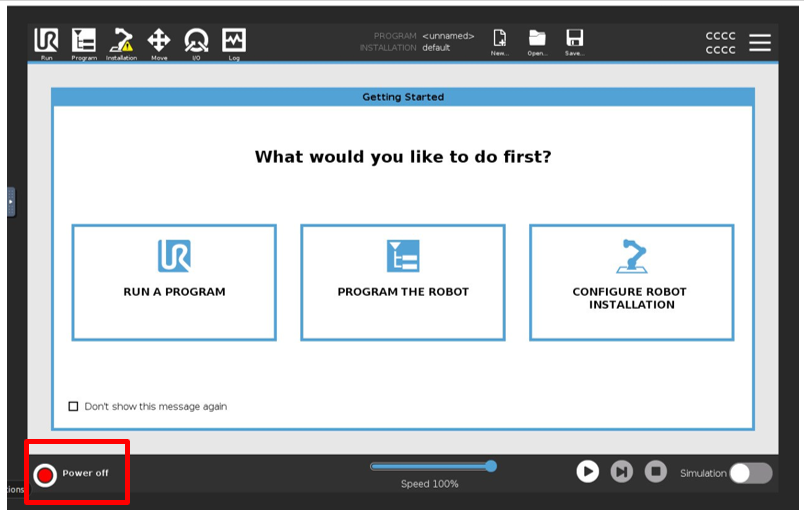 PROGRAM <unnamed>
INSTALLATION default
CCCC
CCCC
Run Program Installation Move I/O Log New... Open... Save...
Getting Started
What would you like to do first?
RUN A PROGRAM
PROGRAM THE ROBOT
CONFIGURE ROBOT
INSTALLATION
Don't show this message again
Power off
Speed 100%
Simulation
ions